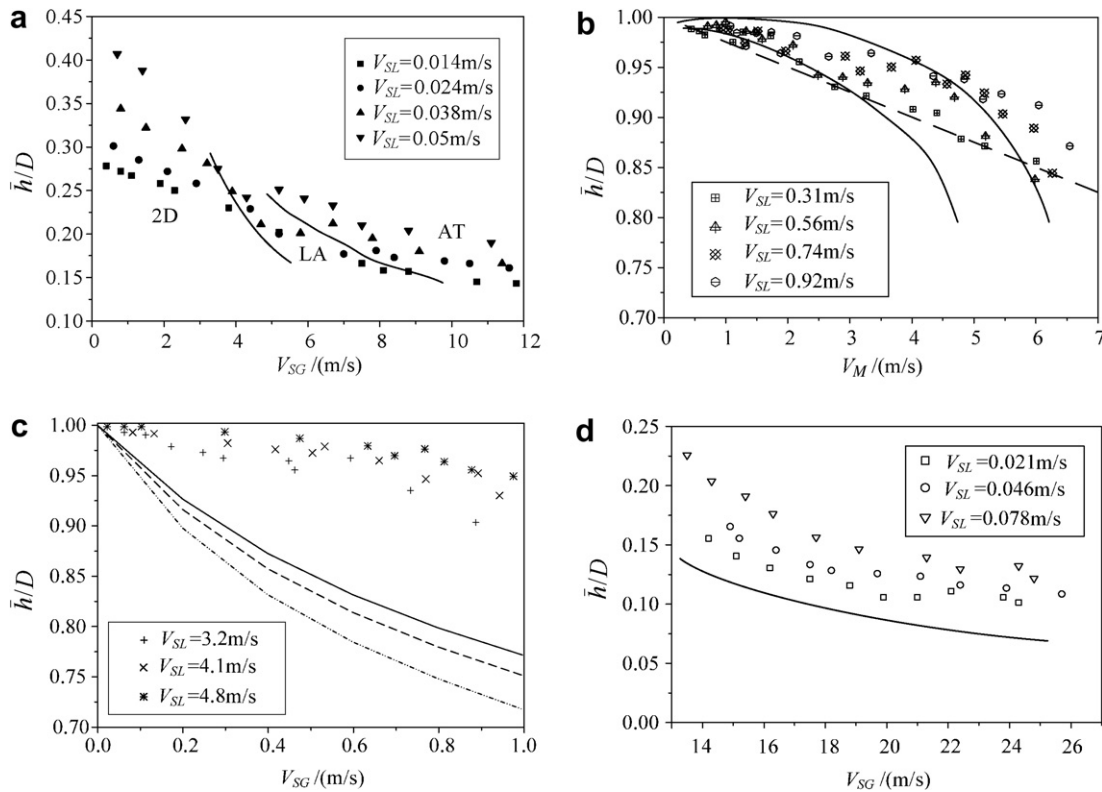 a
0.45
0.40
0.35
0.30
0.25
0.20
0.15
0.10
h̄/D
V_SL=0.014m/s
V_SL=0.024m/s
V_SL=0.038m/s
V_SL=0.05m/s
2D
LA
AT
0 2 4 6 8 10 12
V_SG /(m/s)
b
1.00
0.95
0.90
0.85
0.80
0.75
0.70
h̄/D
V_SL=0.31m/s
V_SL=0.56m/s
V_SL=0.74m/s
V_SL=0.92m/s
0 1 2 3 4 5 6 7
V_M /(m/s)
c
1.00
0.95
0.90
0.85
0.80
0.75
0.70
h̄/D
V_SL=3.2m/s
V_SL=4.1m/s
V_SL=4.8m/s
0.0 0.2 0.4 0.6 0.8 1.0
V_SG /(m/s)
d
0.25
0.20
0.15
0.10
0.05
0.00
h̄/D
V_SL=0.021m/s
V_SL=0.046m/s
V_SL=0.078m/s
14 16 18 20 22 24 26
V_SG /(m/s)